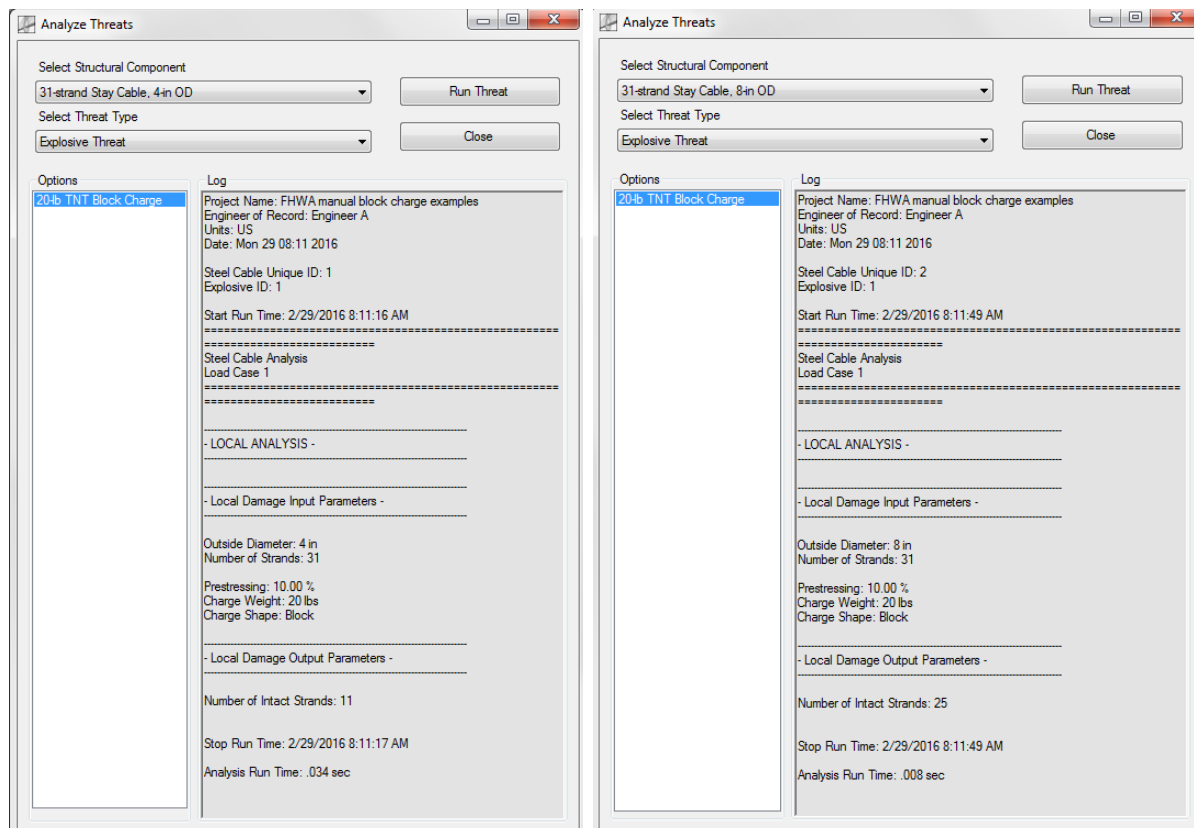 Analyze Threats
Select Structural Component
31-strand Stay Cable, 4-in OD
Run Threat
Select Threat Type
Explosive Threat
Close
Options
20-lb TNT Block Charge
Log
Project Name: FHWA manual block charge examples
Engineer of Record: Engineer A
Units: US
Date: Mon 29 08:11 2016
Steel Cable Unique ID: 1
Explosive ID: 1
Start Run Time: 2/29/2016 8:11:16 AM
======================================================
==========================
Steel Cable Analysis
Load Case 1
======================================================
==========================
- LOCAL ANALYSIS -
- Local Damage Input Parameters -
Outside Diameter: 4 in
Number of Strands: 31
Prestressing: 10.00 %
Charge Weight: 20 lbs
Charge Shape: Block
- Local Damage Output Parameters -
Number of Intact Strands: 11
Stop Run Time: 2/29/2016 8:11:17 AM
Analysis Run Time: .034 sec
Analyze Threats
Select Structural Component
31-strand Stay Cable, 8-in OD
Run Threat
Select Threat Type
Explosive Threat
Close
Options
20-lb TNT Block Charge
Log
Project Name: FHWA manual block charge examples
Engineer of Record: Engineer A
Units: US
Date: Mon 29 08:11 2016
Steel Cable Unique ID: 2
Explosive ID: 1
Start Run Time: 2/29/2016 8:11:49 AM
==========================================================
======================
Steel Cable Analysis
Load Case 1
==========================================================
======================
- LOCAL ANALYSIS -
- Local Damage Input Parameters -
Outside Diameter: 8 in
Number of Strands: 31
Prestressing: 10.00 %
Charge Weight: 20 lbs
Charge Shape: Block
- Local Damage Output Parameters -
Number of Intact Strands: 25
Stop Run Time: 2/29/2016 8:11:49 AM
Analysis Run Time: .008 sec